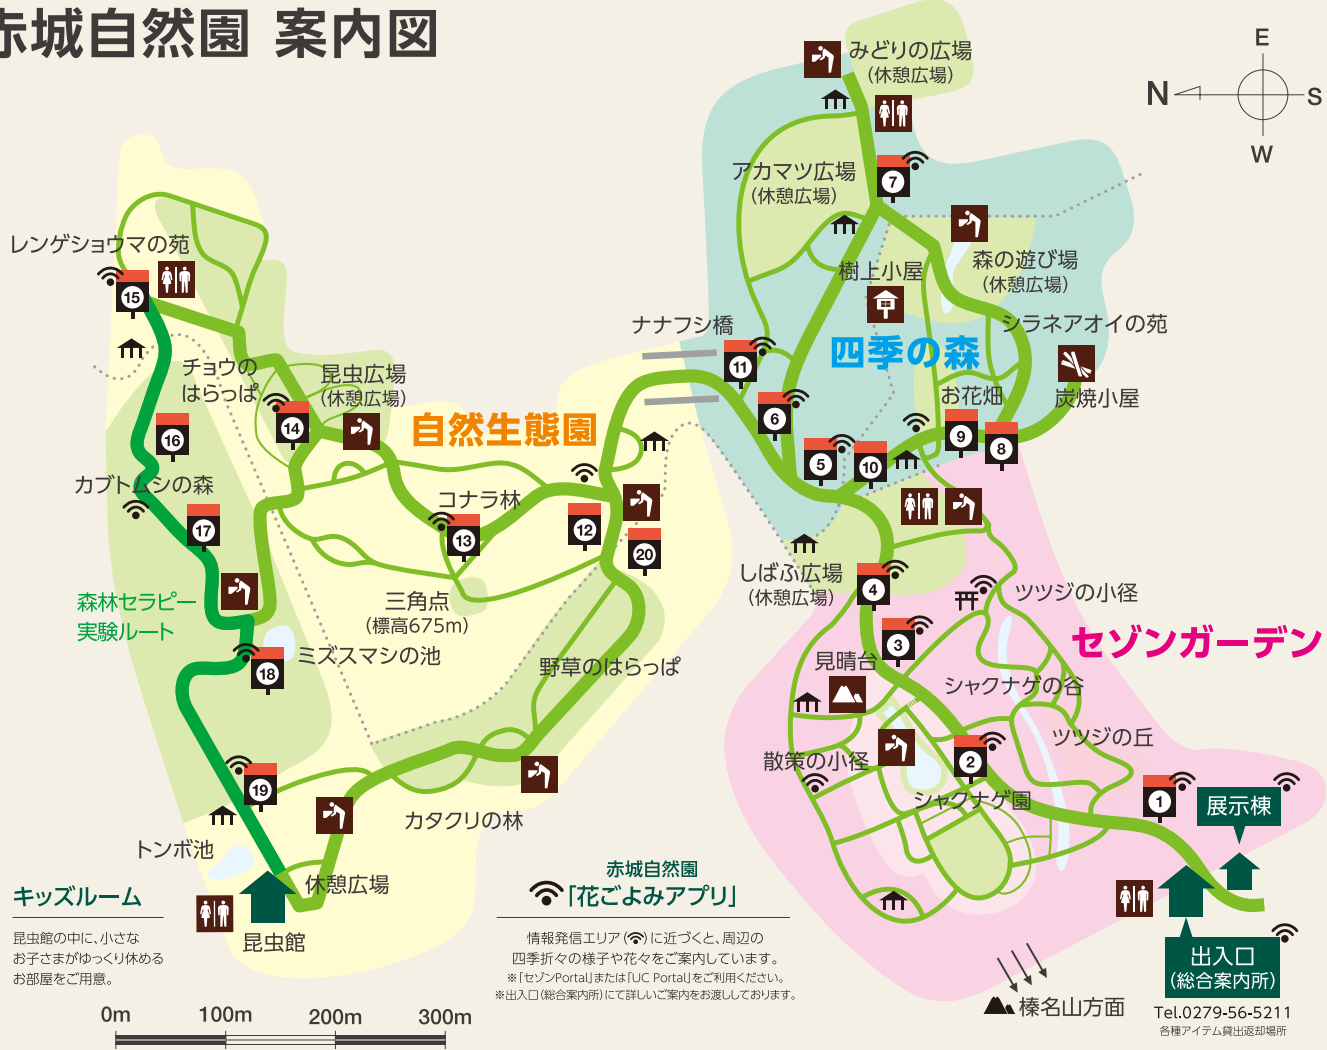 赤城自然園 案内図
E
N
S
W
みどりの広場
(休憩広場)
アカマツ広場
(休憩広場)
7
レンゲショウマの苑
15
樹上小屋
森の遊び場
(休憩広場)
シラネアオイの苑
ナナフシ橋
11
四季の森
チョウの
はらっぱ
昆虫広場
(休憩広場)
14
自然生態園
お花畑
炭焼小屋
6
9
8
16
5
10
カブトムシの森
17
コナラ林
13
12
20
しばふ広場
(休憩広場)
4
森林セラピー
実験ルート
三角点
(標高675m)
ツツジの小径
セゾンガーデン
3
18
ミズスマシの池
野草のはらっぱ
見晴台
シャクナゲの谷
ツツジの丘
散策の小径
2
シャクナゲ園
19
カタクリの林
1
展示棟
トンボ池
休憩広場
昆虫館
キッズルーム
昆虫館の中に、小さな
お子さまがゆっくり休める
お部屋をご用意。
赤城自然園
「花ごよみアプリ」
情報発信エリア()に近づくと、周辺の
四季折々の様子や花々をご案内しています。
※「セゾンPortal」または「UC Portal」をご利用ください。
※出入口(総合案内所)にて詳しいご案内をお渡ししております。
出入口
(総合案内所)
Tel.0279-56-5211
各種アイテム貸出返却場所
榛名山方面
0m 100m 200m 300m